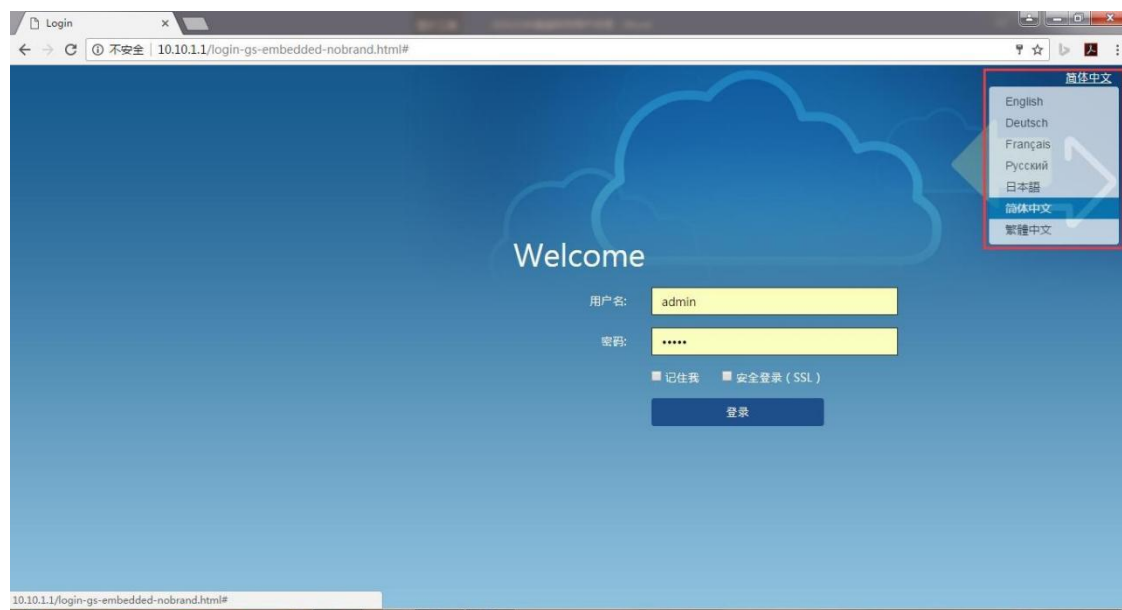 Login
不安全 | 10.10.1.1/login-gs-embedded-nobrand.html#
简体中文
English
Deutsch
Français
Русский
日本語
简体中文
繁體中文
Welcome
用户名: admin
密码: •••••
记住我 安全登录 ( SSL )
登录
10.10.1.1/login-gs-embedded-nobrand.html#